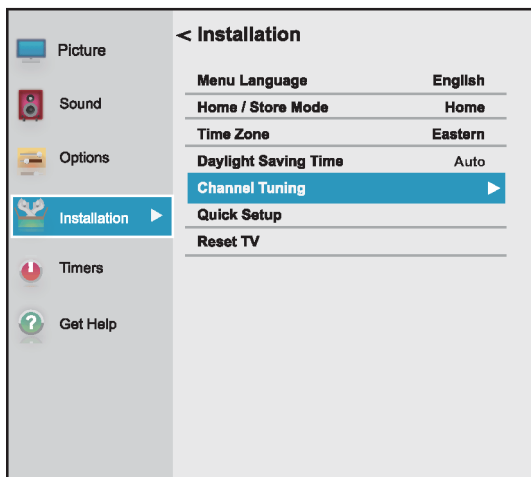 Picture
Sound
Options
Installation
Timers
Get Help
< Installation
Menu Language English
Home / Store Mode Home
Time Zone Eastern
Daylight Saving Time Auto
Channel Tuning
Quick Setup
Reset TV